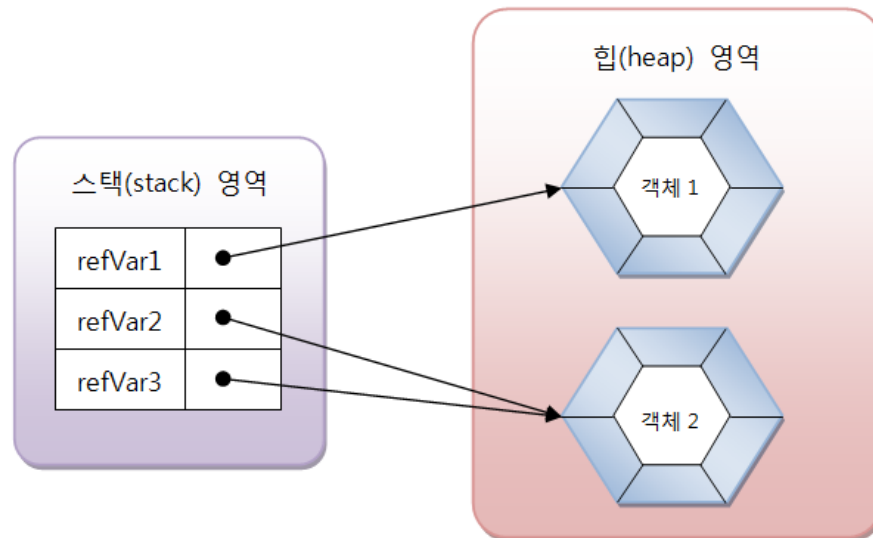 힙(heap) 영역
객체 1
스택(stack) 영역
refVar1
refVar2
refVar3
객체 2